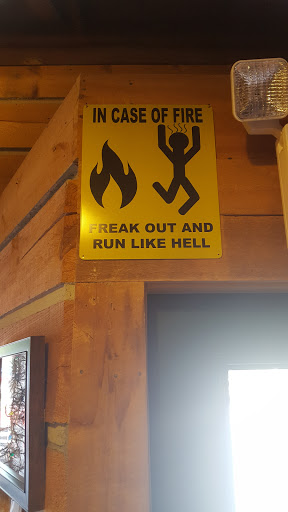 IN CASE OF FIRE
FREAK OUT AND
RUN LIKE HELL